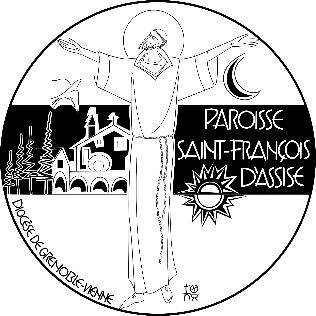 PAROISSE
SAINT-FRANÇOIS
D'ASSISE
DIOCÈSE DE GRENOBLE-VIENNE